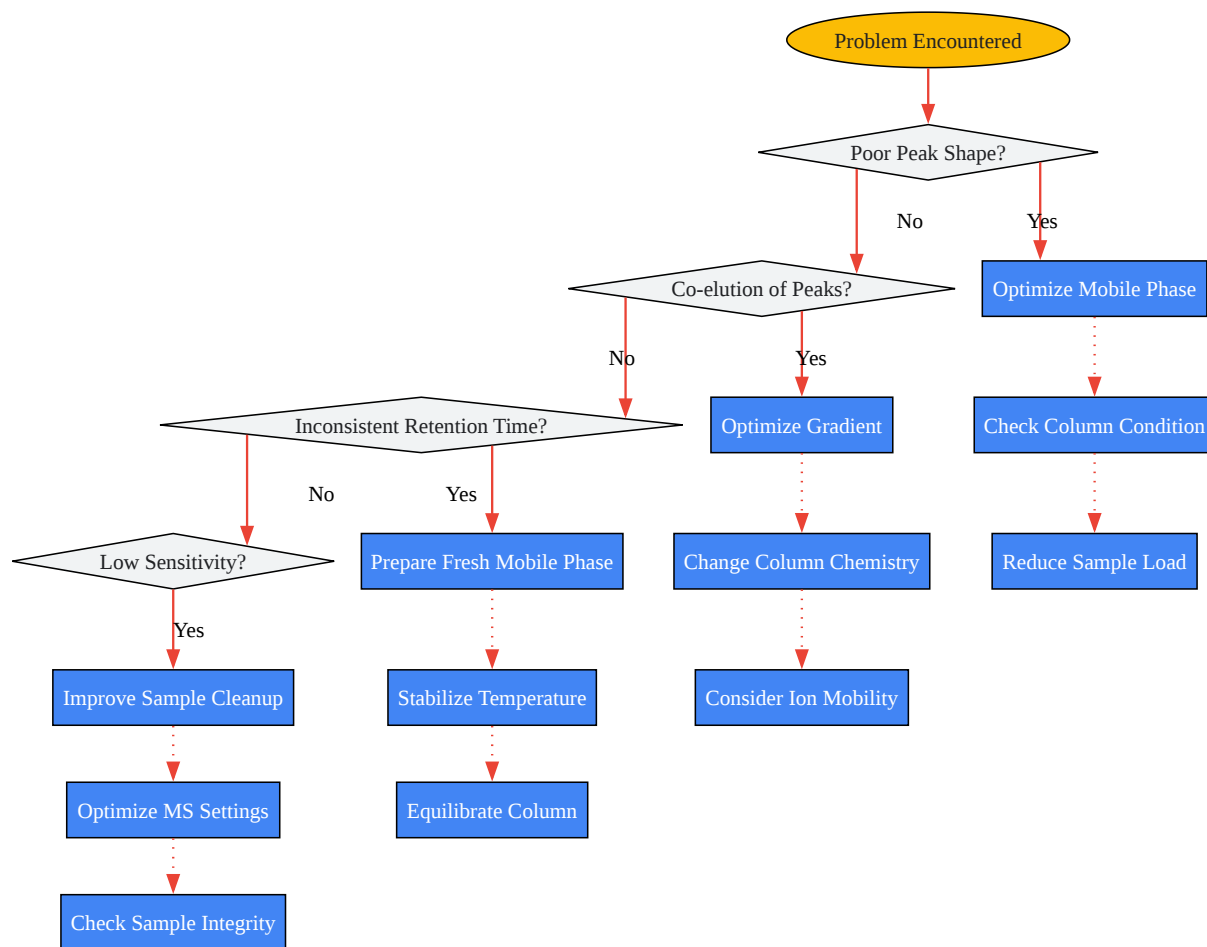 Problem Encountered
Poor Peak Shape?
No
Yes
Co-elution of Peaks?
Optimize Mobile Phase
No
Yes
Inconsistent Retention Time?
Optimize Gradient
Check Column Condition
No
Yes
Low Sensitivity?
Prepare Fresh Mobile Phase
Change Column Chemistry
Reduce Sample Load
Yes
Improve Sample Cleanup
Stabilize Temperature
Consider Ion Mobility
Optimize MS Settings
Equilibrate Column
Check Sample Integrity